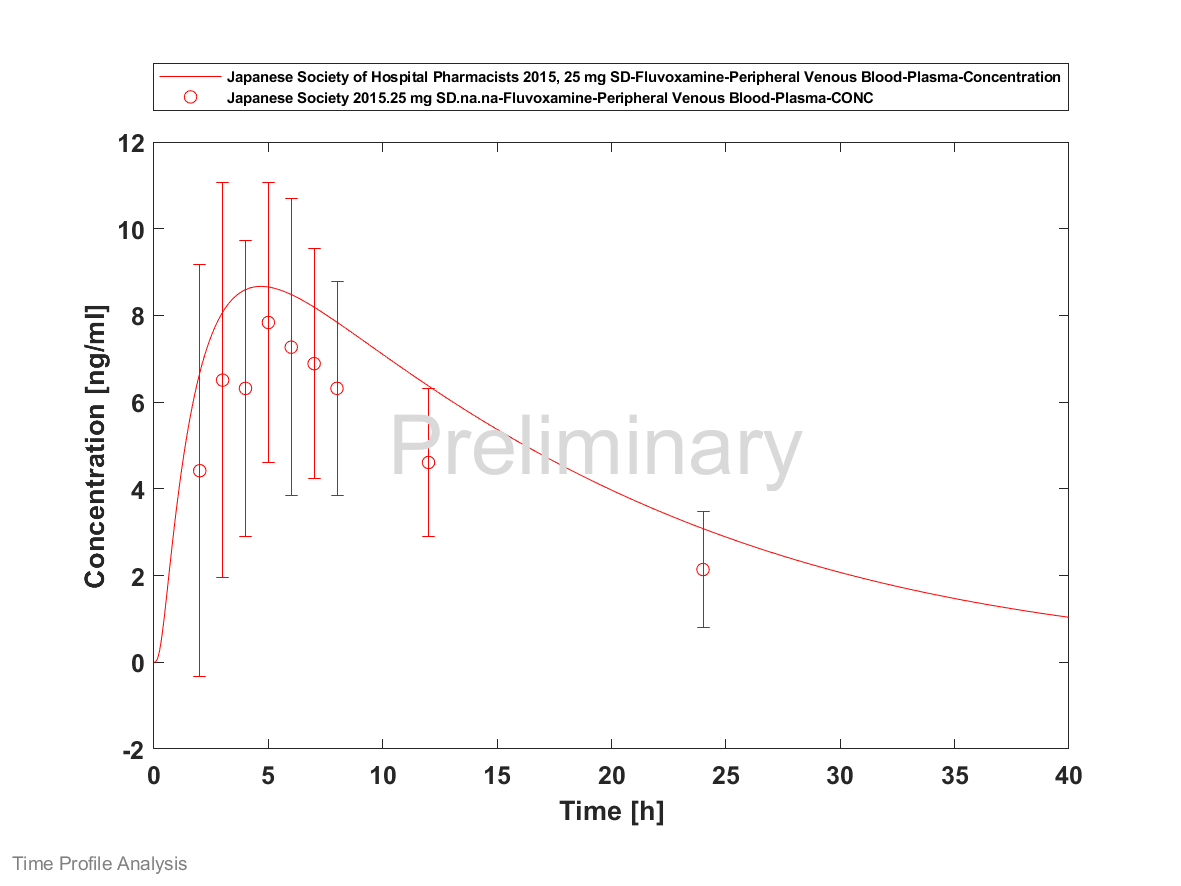 Japanese Society of Hospital Pharmacists 2015, 25 mg SD-Fluvoxamine-Peripheral Venous Blood-Plasma-Concentration
Japanese Society 2015.25 mg SD.na.na-Fluvoxamine-Peripheral Venous Blood-Plasma-CONC
12
10
8
6
4
2
0
-2
Concentration [ng/ml]
Preliminary
0 5 10 15 20 25 30 35 40
Time [h]
Time Profile Analysis